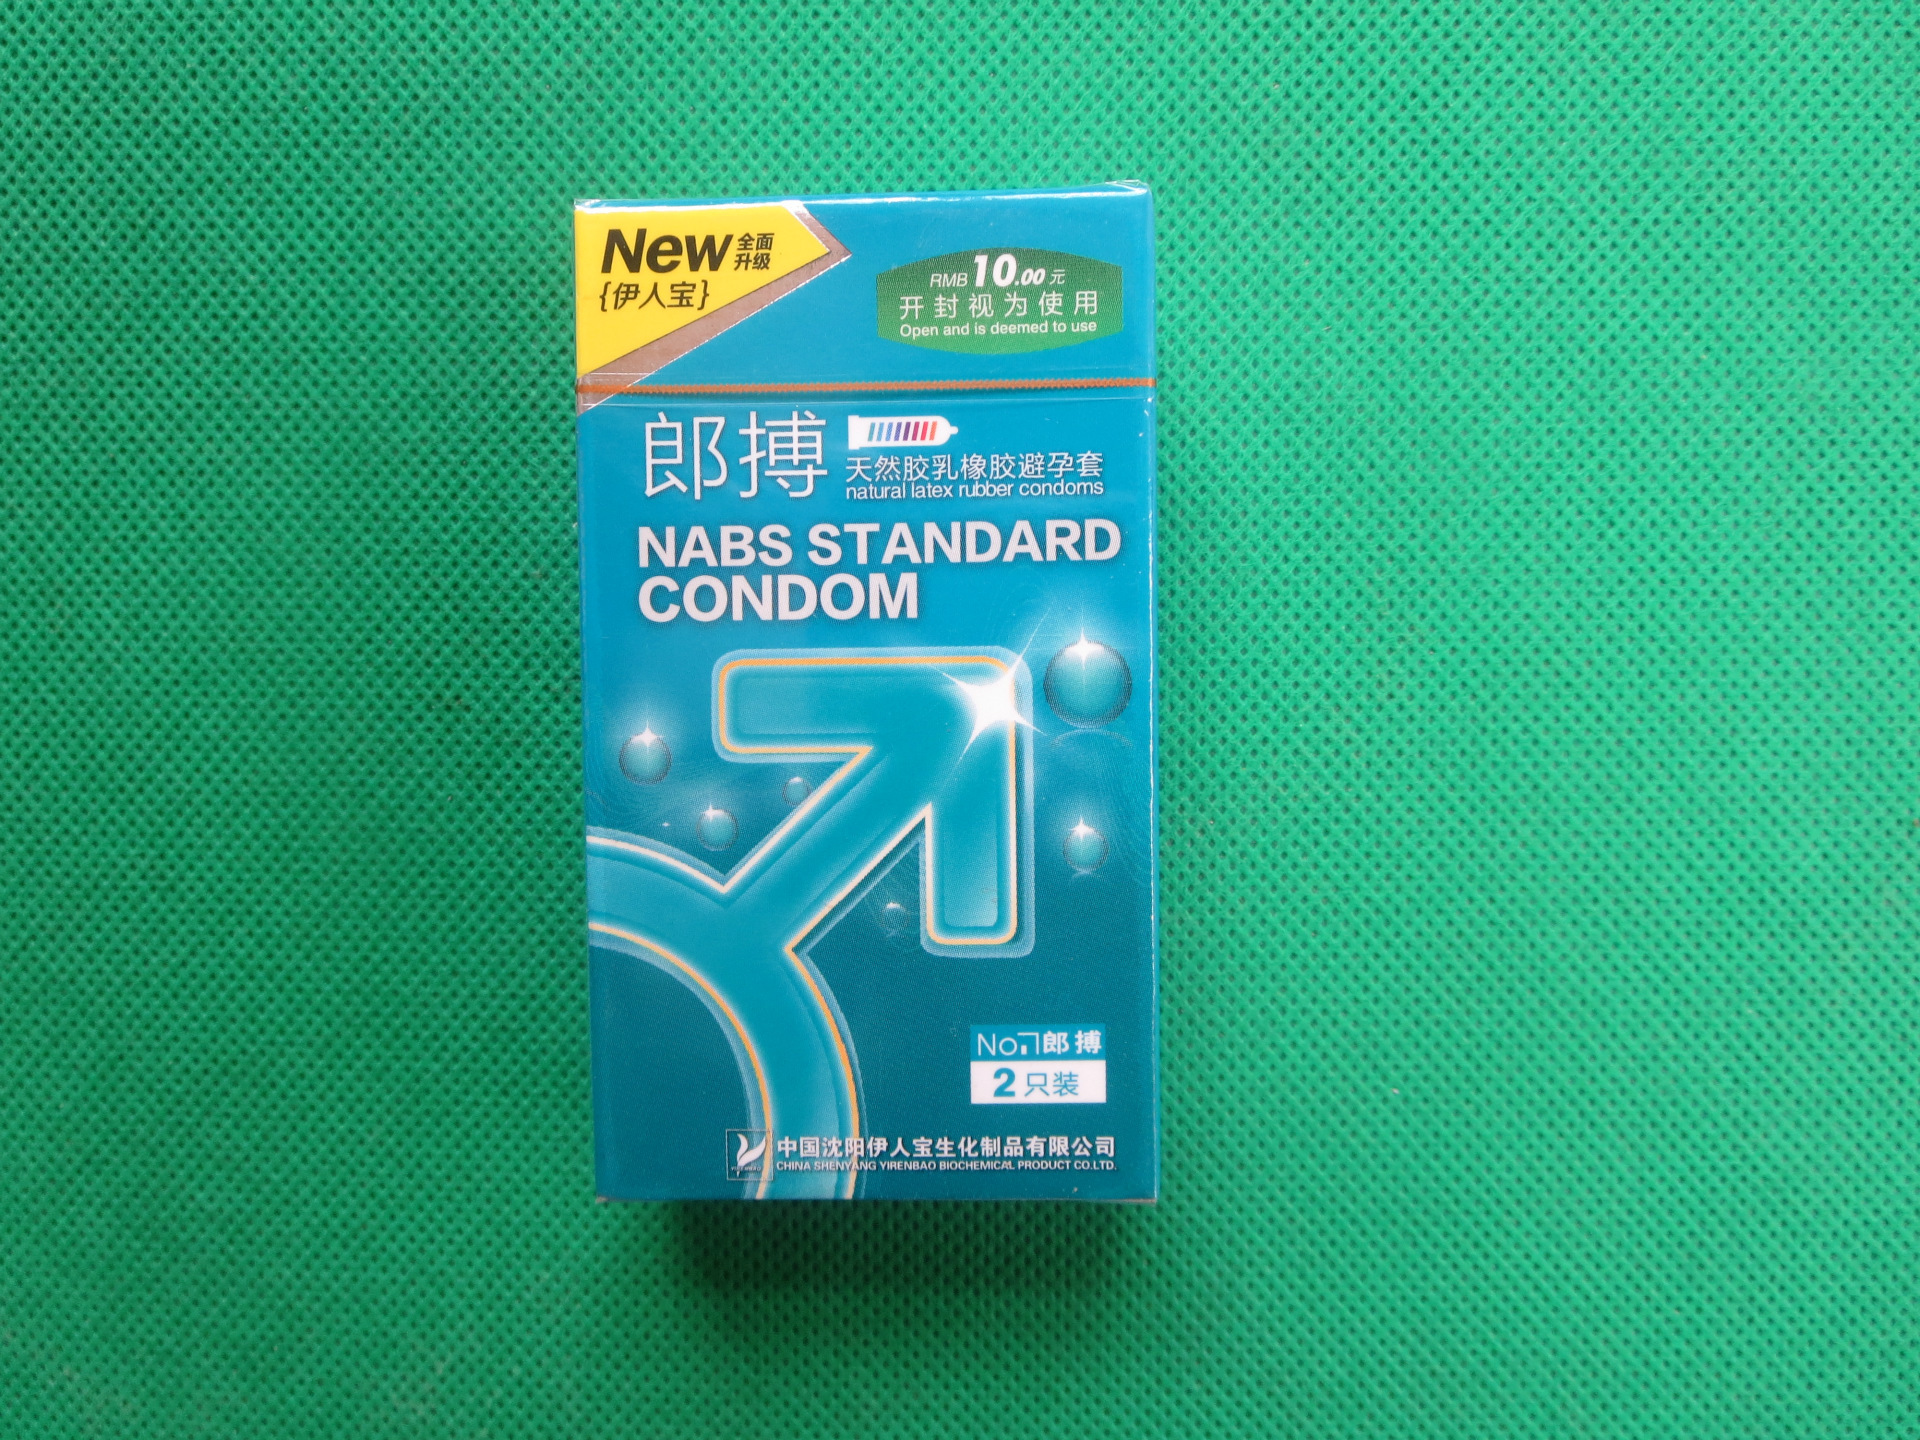 New 全面
升级
{伊人宝}
RMB 10.00 元
开封视为使用
Open and is deemed to use
郎搏
天然胶乳橡胶避孕套
natural latex rubber condoms
NABS STANDARD
CONDOM
No.1 郎搏
2 只装
中国沈阳伊人宝生化制品有限公司
CHINA SHENYANG YIRENBAO BIOCHEMICAL PRODUCT CO.LTD.